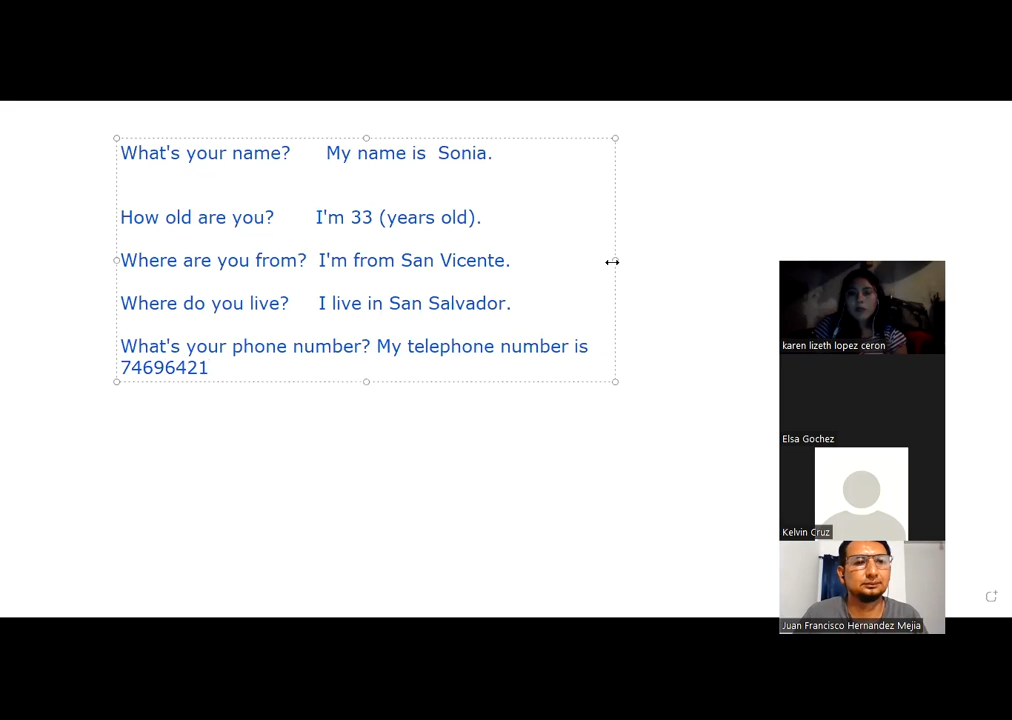 What's your name? My name is Sonia.
How old are you? I'm 33 (years old).
Where are you from? I'm from San Vicente.
Where do you live? I live in San Salvador.
What's your phone number? My telephone number is
74696421
karen lizeth lopez ceron
Elsa Gochez
Kelvin Cruz
Juan Francisco Hernandez Mejia